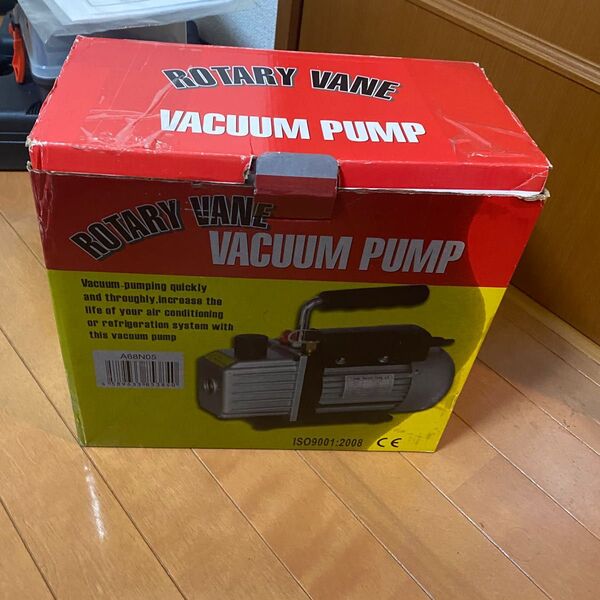 ROTARY VANE
VACUUM PUMP
ROTARY VANE
VACUUM PUMP
Vacuum-pumping quickly
and throughly,increase the
life of your air conditioning
or refrigeration system with
this vacuum pump
A68N05
ISO9001:2008 CE